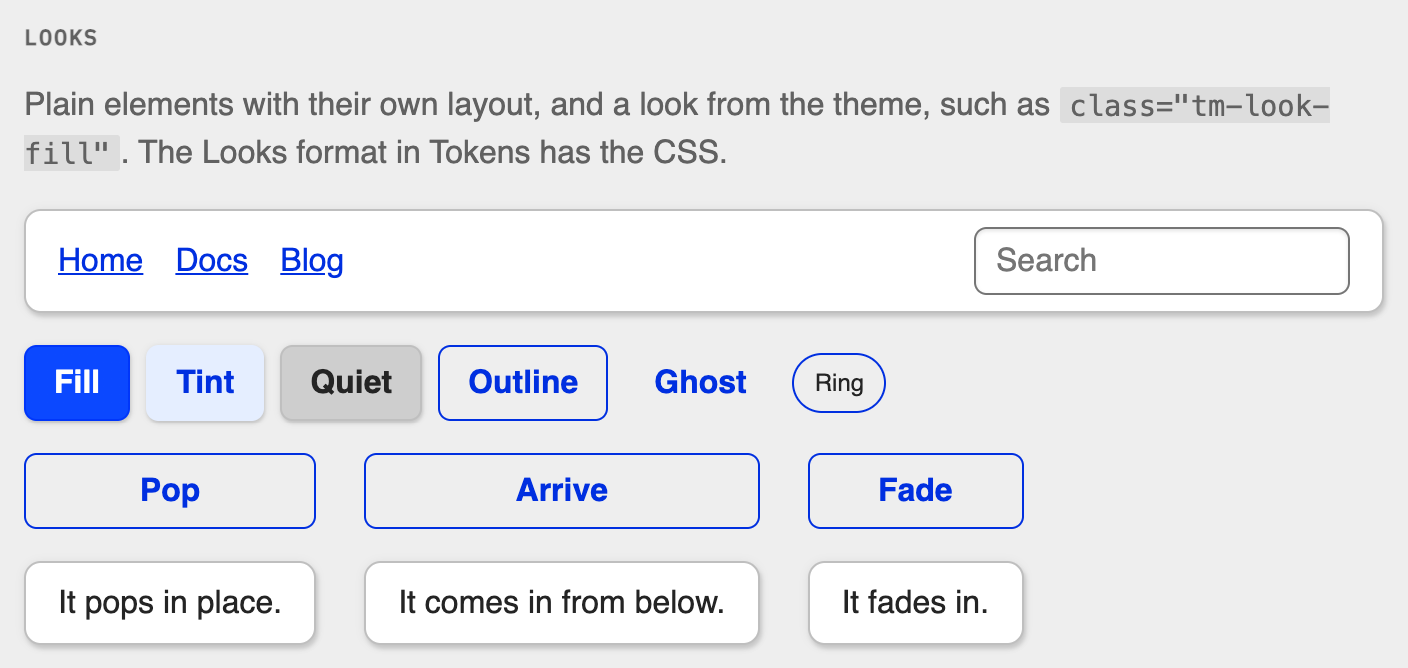 LOOKS
Plain elements with their own layout, and a look from the theme, such as class="tm-look-
fill". The Looks format in Tokens has the CSS.
Home Docs Blog Search
Fill Tint Quiet Outline Ghost Ring
Pop Arrive Fade
It pops in place. It comes in from below. It fades in.